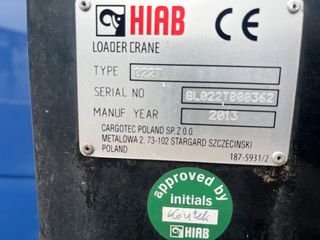 HIAB CE
LOADER CRANE
TYPE 022T
SERIAL NO BL022T000362
MANUF. YEAR 2013
CARGOTEC POLAND SP.Z.O.O.
METALOWA 2. 73-102 STARGARD SZCZECINSKI
POLAND
187-5931/2
approved by
initials
HIAB